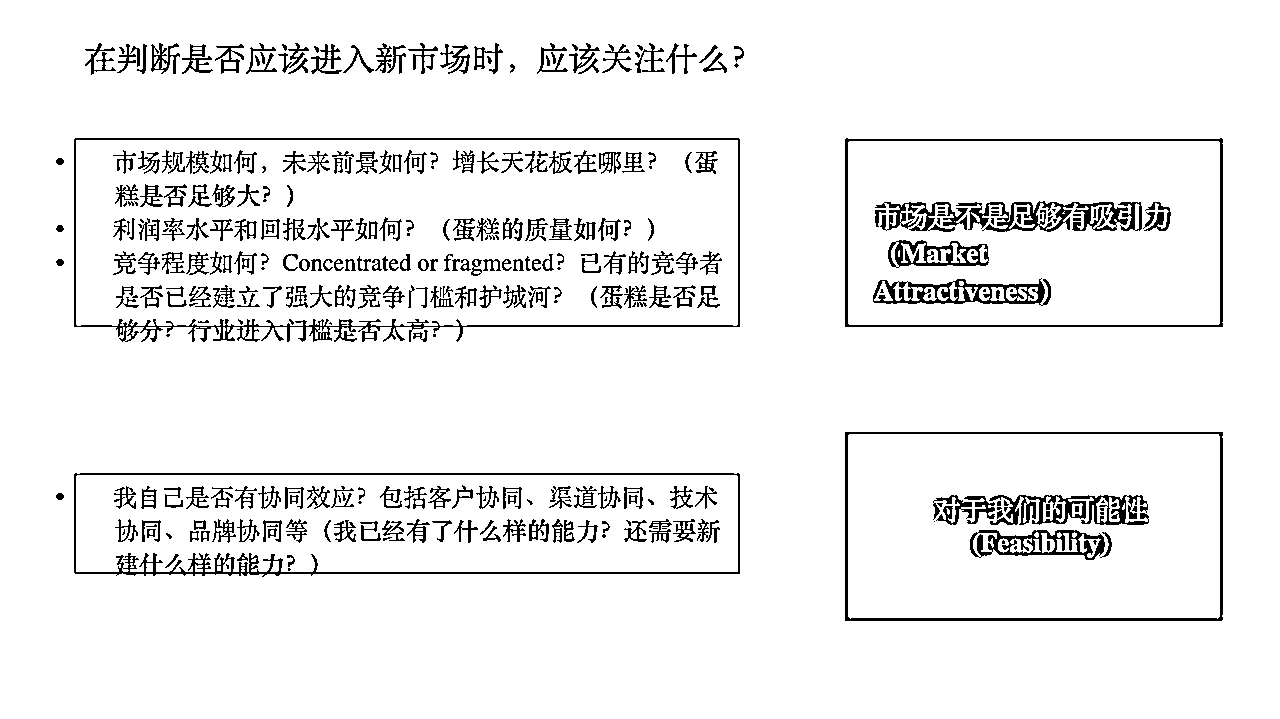 在判断是否应该进入新市场时，应该关注什么？
• 市场规模如何，未来前景如何？增长天花板在哪里？（蛋
糕是否足够大？）
• 利润率水平和回报水平如何？（蛋糕的质量如何？）
• 竞争程度如何？Concentrated or fragmented？已有的竞争者
是否已经建立了强大的竞争门槛和护城河？（蛋糕是否足
够分？行业进入门槛是否太高？）
市场是不是足够有吸引力
（Market
Attractiveness）
• 我自己是否有协同效应？包括客户协同、渠道协同、技术
协同、品牌协同等（我已经有了什么样的能力？还需要新
建什么样的能力？）
对于我们的可能性
(Feasibility)